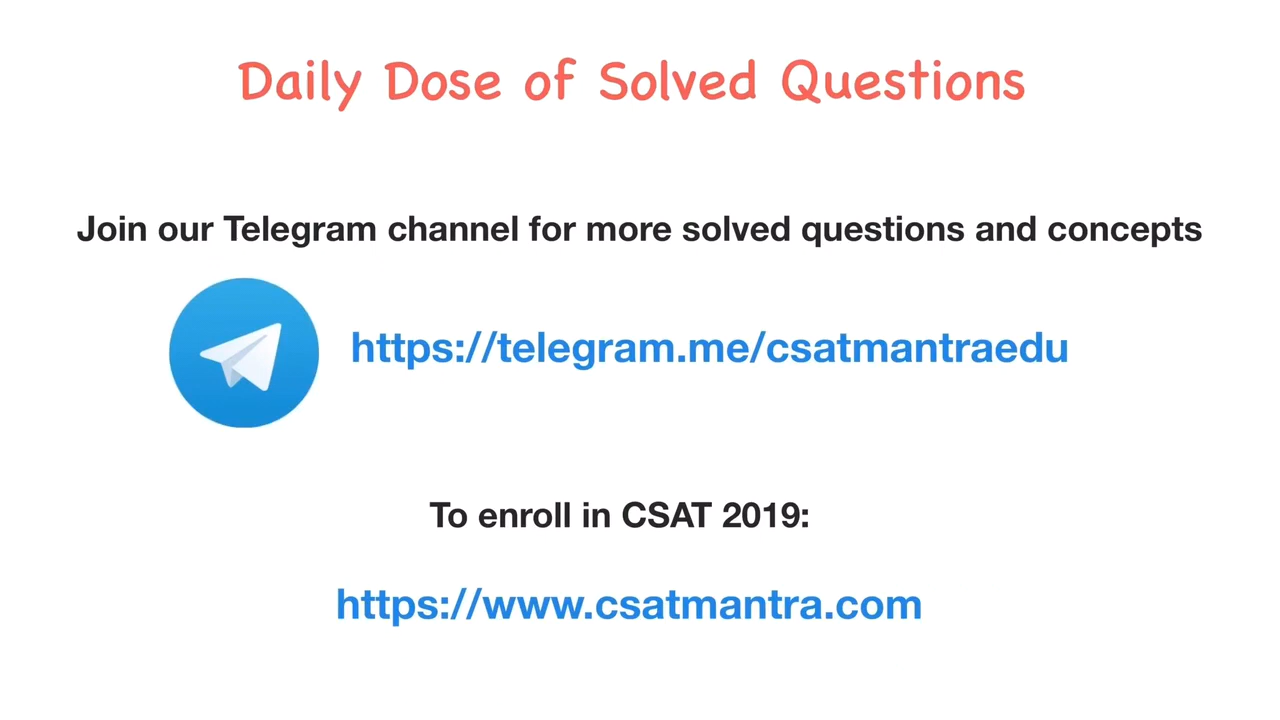 Daily Dose of Solved Questions
Join our Telegram channel for more solved questions and concepts
https://telegram.me/csatmantraedu
To enroll in CSAT 2019:
https://www.csatmantra.com